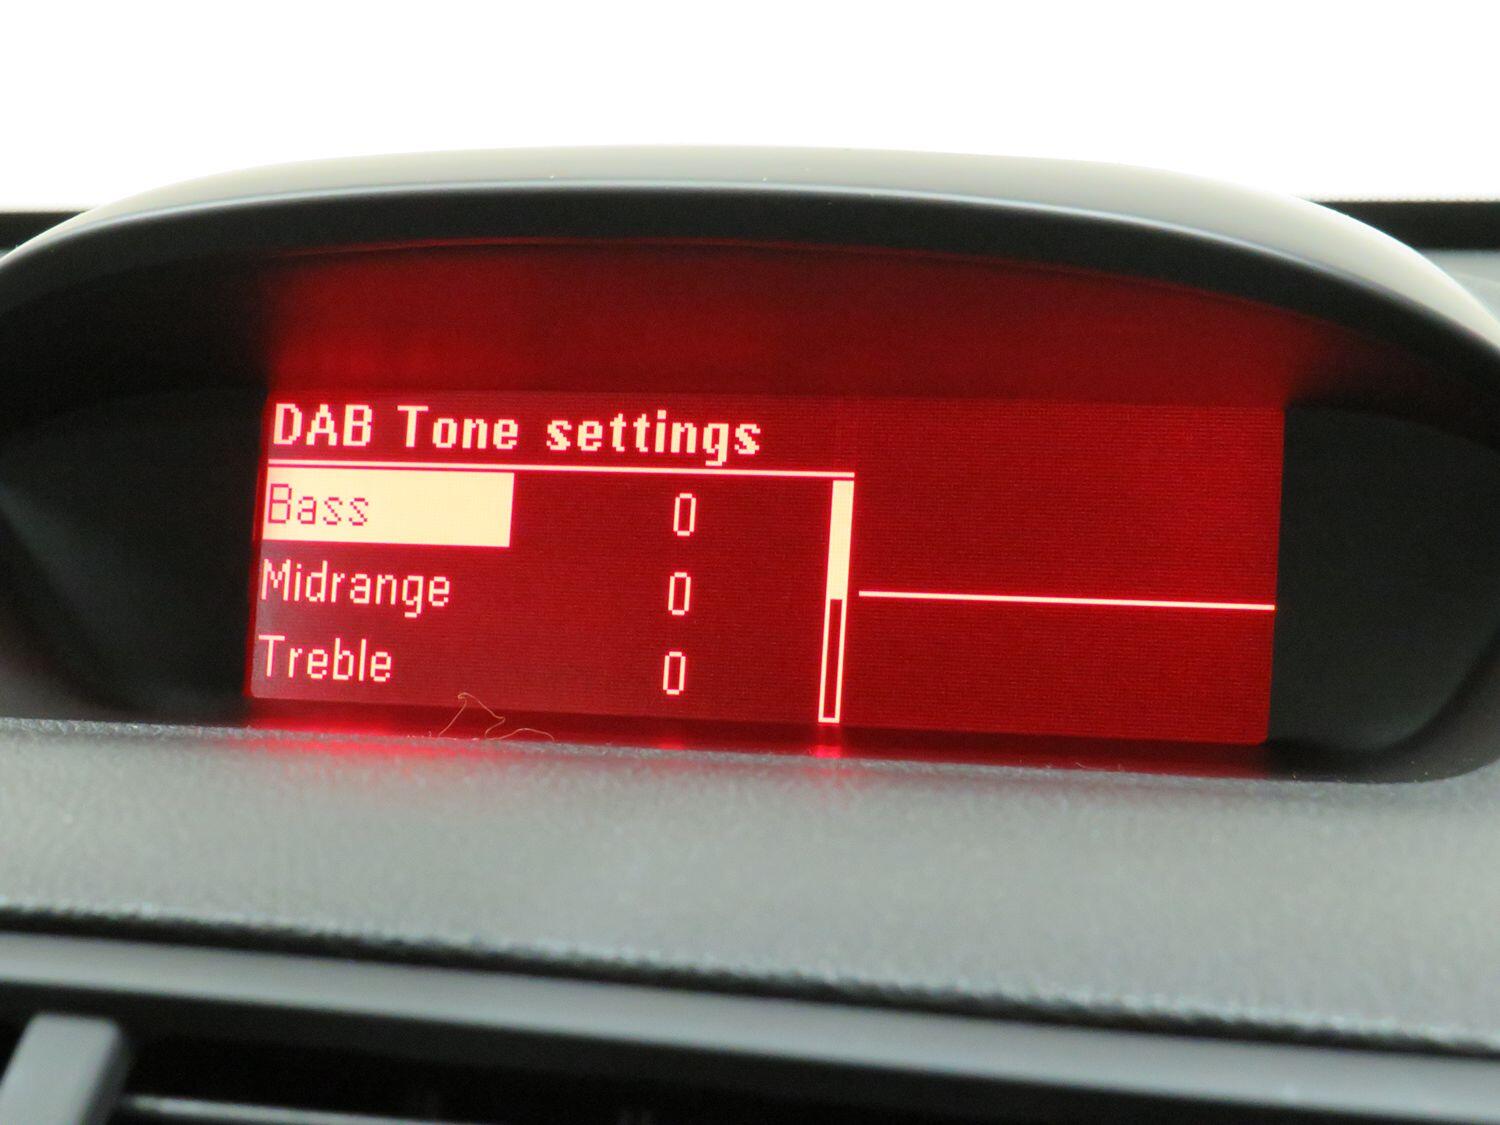 DAB Tone settings
Bass 0
Midrange 0
Treble 0